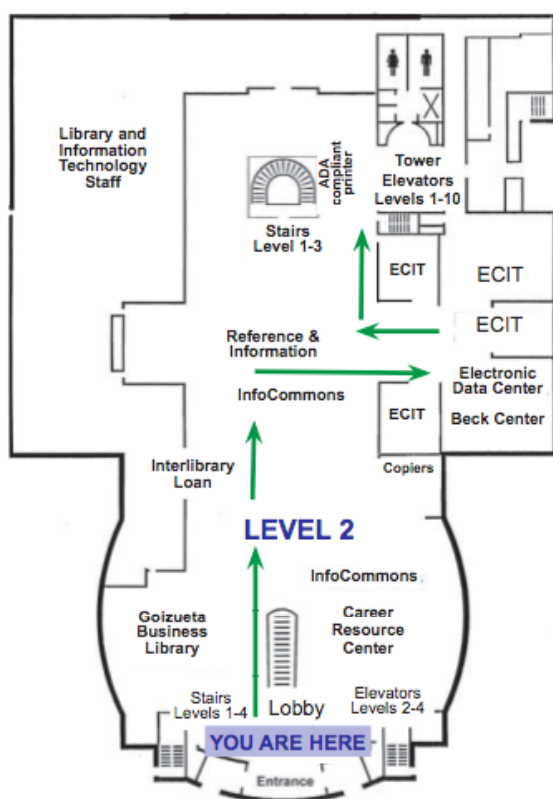 Library and
Information
Technology
Staff
ADA
compliant
printer
Tower
Elevators
Levels 1-10
Stairs
Level 1-3
ECIT
ECIT
ECIT
Reference &
Information
Electronic
Data Center
InfoCommons
ECIT
Beck Center
Interlibrary
Loan
Copiers
LEVEL 2
InfoCommons
Goizueta
Business
Library
Career
Resource
Center
Stairs
Levels 1-4
Lobby
Elevators
Levels 2-4
YOU ARE HERE
Entrance